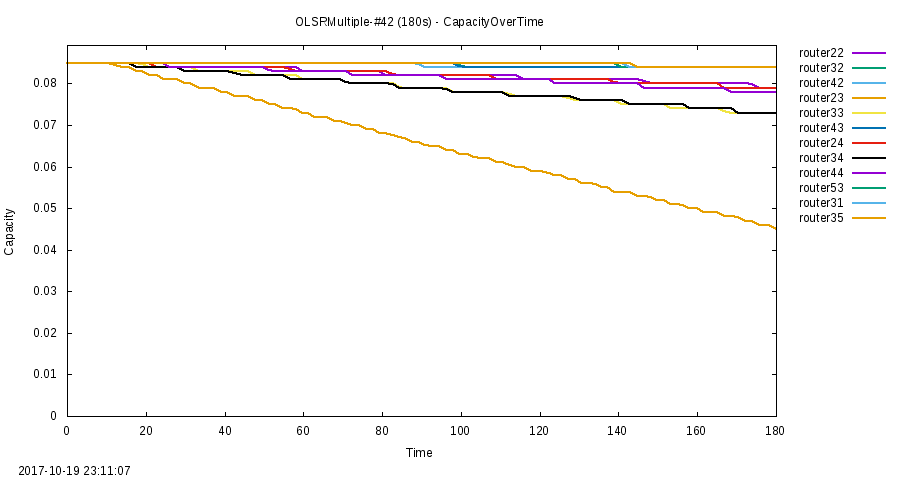 OLSRMultiple-#42 (180s) - CapacityOverTime
router22
router32
router42
router23
router33
router43
router24
router34
router44
router53
router31
router35
0.08
0.07
0.06
0.05
0.04
0.03
0.02
0.01
0
Capacity
0 20 40 60 80 100 120 140 160 180
Time
2017-10-19 23:11:07